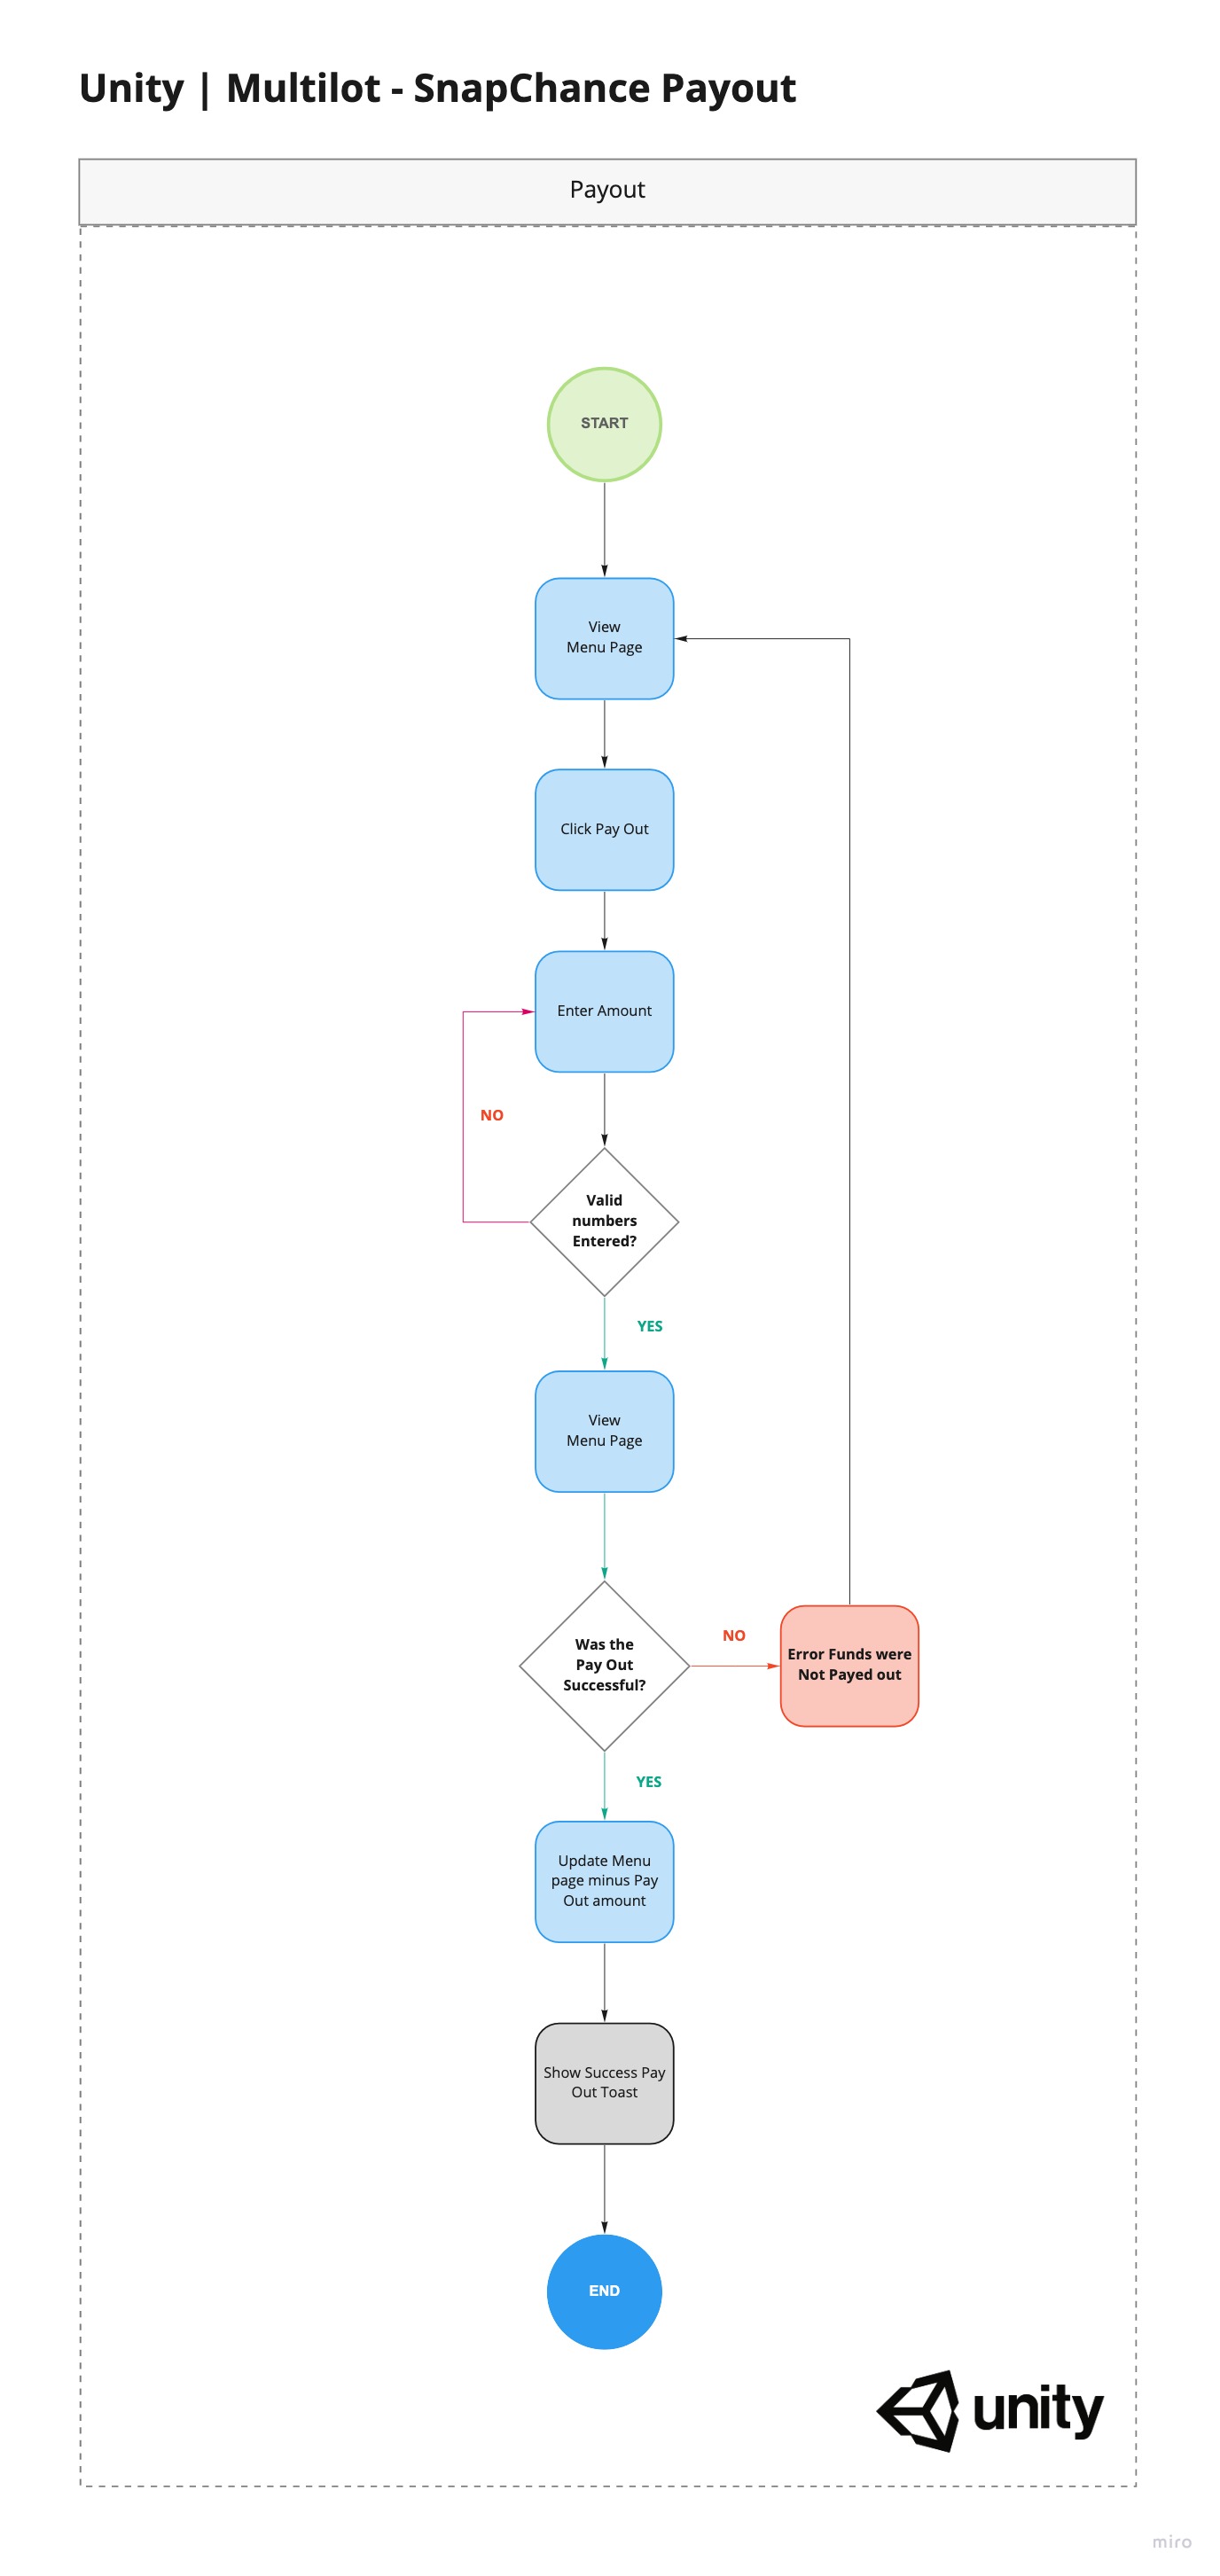 Unity | Multilot - SnapChance Payout
Payout
START
View
Menu Page
Click Pay Out
Enter Amount
NO
Valid
numbers
Entered?
YES
View
Menu Page
Was the
Pay Out
Successful?
NO
Error Funds were
Not Payed out
YES
Update Menu
page minus Pay
Out amount
Show Success Pay
Out Toast
END
unity
miro